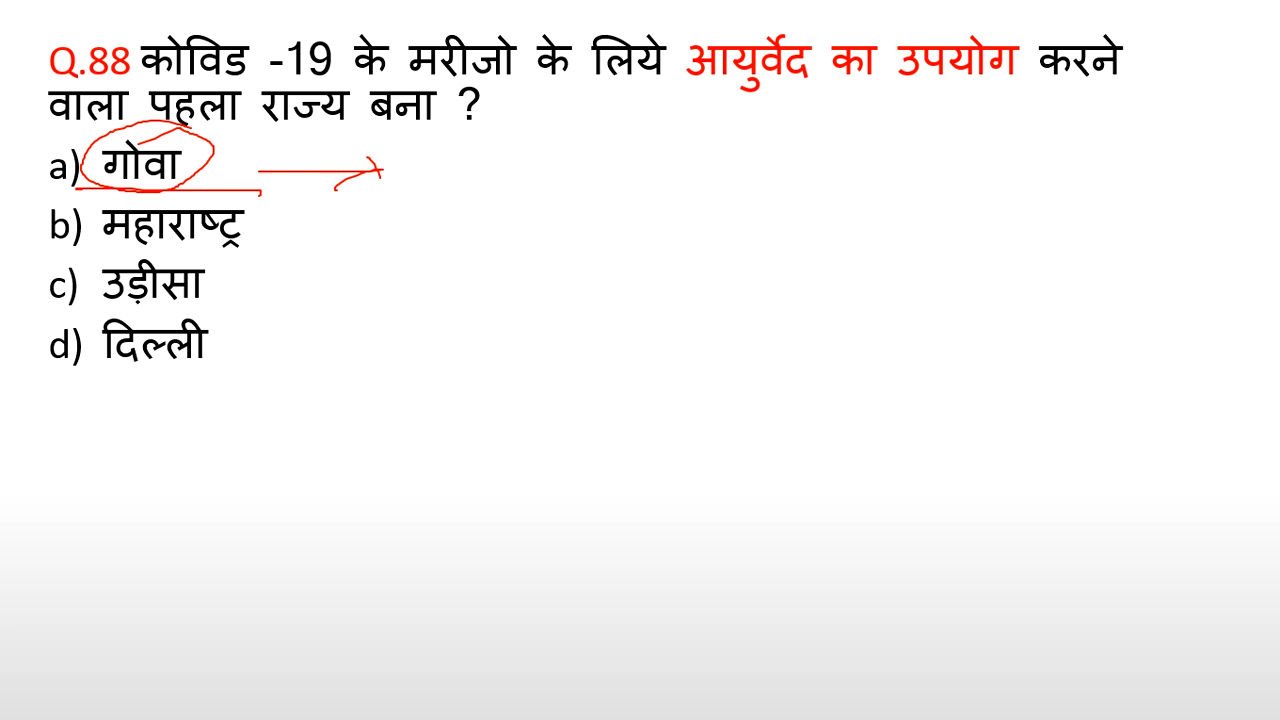 Q.88 कोविड -19 के मरीजो के लिये आयुर्वेद का उपयोग करने
वाला पहला राज्य बना ?
a) गोवा
b) महाराष्ट्र
c) उड़ीसा
d) दिल्ली